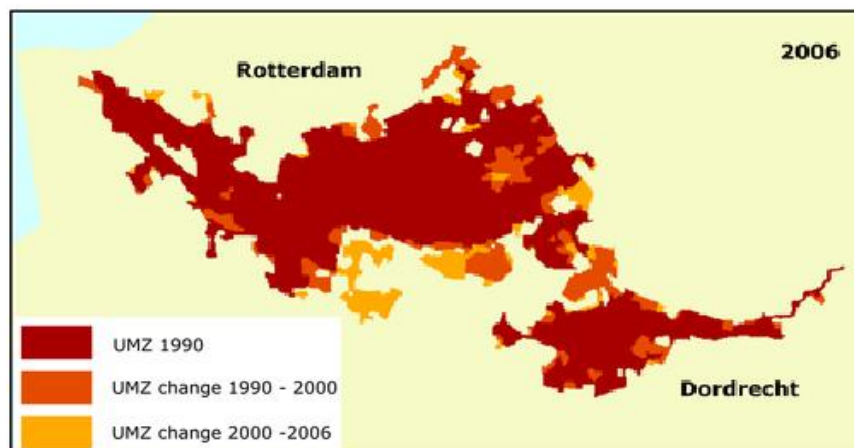 Rotterdam
2006
UMZ 1990
UMZ change 1990 - 2000
UMZ change 2000 -2006
Dordrecht